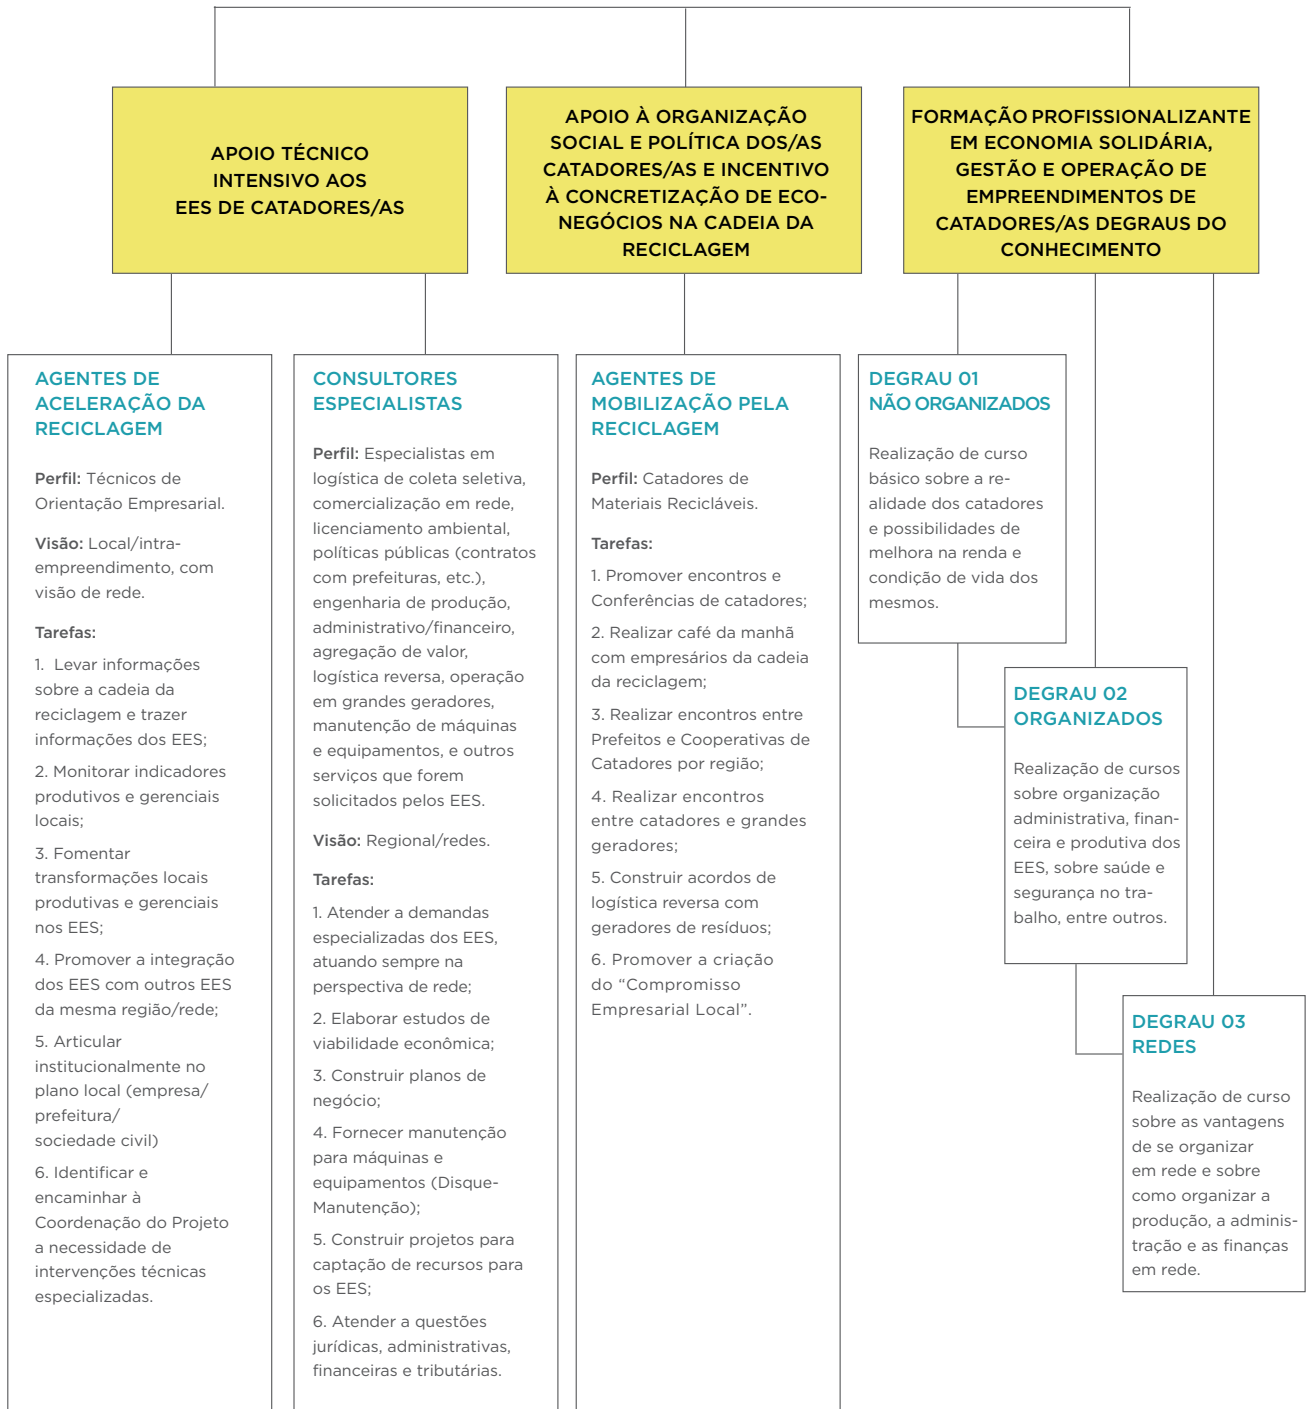 APOIO TÉCNICO
INTENSIVO AOS
EES DE CATADORES/AS
APOIO À ORGANIZAÇÃO
SOCIAL E POLÍTICA DOS/AS
CATADORES/AS E INCENTIVO
À CONCRETIZAÇÃO DE ECO-
NEGÓCIOS NA CADEIA DA
RECICLAGEM
FORMAÇÃO PROFISSIONALIZANTE
EM ECONOMIA SOLIDÁRIA,
GESTÃO E OPERAÇÃO DE
EMPREENDIMENTOS DE
CATADORES/AS DEGRAUS DO
CONHECIMENTO
AGENTES DE
ACELERAÇÃO DA
RECICLAGEM
Perfil: Técnicos de
Orientação Empresarial.
Visão: Local/intra-
empreendimento, com
visão de rede.
Tarefas:
1. Levar informações
sobre a cadeia da
reciclagem e trazer
informações dos EES;
2. Monitorar indicadores
produtivos e gerenciais
locais;
3. Fomentar
transformações locais
produtivas e gerenciais
nos EES;
4. Promover a integração
dos EES com outros EES
da mesma região/rede;
5. Articular
institucionalmente no
plano local (empresa/
prefeitura/
sociedade civil)
6. Identificar e
encaminhar à
Coordenação do Projeto
a necessidade de
intervenções técnicas
especializadas.
CONSULTORES
ESPECIALISTAS
Perfil: Especialistas em
logística de coleta seletiva,
comercialização em rede,
licenciamento ambiental,
políticas públicas (contratos
com prefeituras, etc.),
engenharia de produção,
administrativo/financeiro,
agregação de valor,
logística reversa, operação
em grandes geradores,
manutenção de máquinas
e equipamentos, e outros
serviços que forem
solicitados pelos EES.
Visão: Regional/redes.
Tarefas:
1. Atender a demandas
especializadas dos EES,
atuando sempre na
perspectiva de rede;
2. Elaborar estudos de
viabilidade econômica;
3. Construir planos de
negócio;
4. Fornecer manutenção
para máquinas e
equipamentos (Disque-
Manutenção);
5. Construir projetos para
captação de recursos para
os EES;
6. Atender a questões
jurídicas, administrativas,
financeiras e tributárias.
AGENTES DE
MOBILIZAÇÃO PELA
RECICLAGEM
Perfil: Catadores de
Materiais Recicláveis.
Tarefas:
1. Promover encontros e
Conferências de catadores;
2. Realizar café da manhã
com empresários da cadeia
da reciclagem;
3. Realizar encontros entre
Prefeitos e Cooperativas de
Catadores por região;
4. Realizar encontros
entre catadores e grandes
geradores;
5. Construir acordos de
logística reversa com
geradores de resíduos;
6. Promover a criação
do “Compromisso
Empresarial Local”.
DEGRAU 01
NÃO ORGANIZADOS
Realização de curso
básico sobre a re-
alidade dos catadores
e possibilidades de
melhora na renda e
condição de vida dos
mesmos.
DEGRAU 02
ORGANIZADOS
Realização de cursos
sobre organização
administrativa, finan-
ceira e produtiva dos
EES, sobre saúde e
segurança no tra-
balho, entre outros.
DEGRAU 03
REDES
Realização de curso
sobre as vantagens
de se organizar
em rede e sobre
como organizar a
produção, a adminis-
tração e as finanças
em rede.